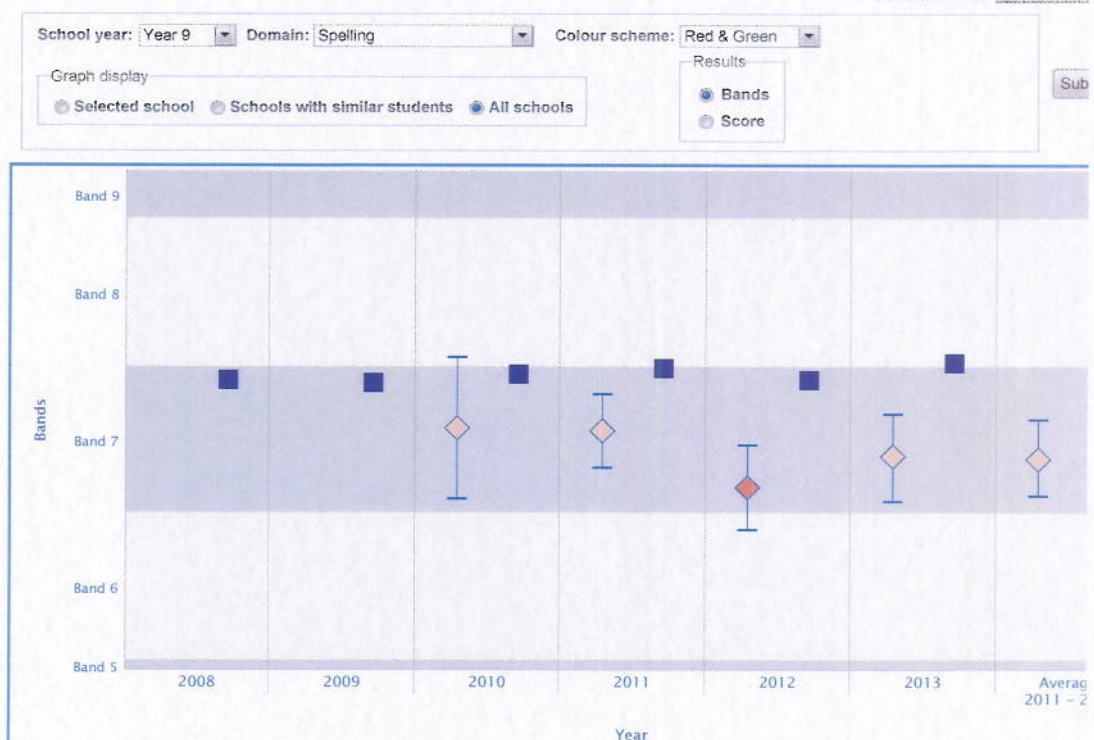 School year: Year 9 Domain: Spelling Colour scheme: Red & Green
Graph display
Selected school Schools with similar students All schools
Results
Bands
Score
Sub
Band 9
Band 8
Band 7
Band 6
Band 5
Bands
2008 2009 2010 2011 2012 2013 Averag
2011 – 2
Year